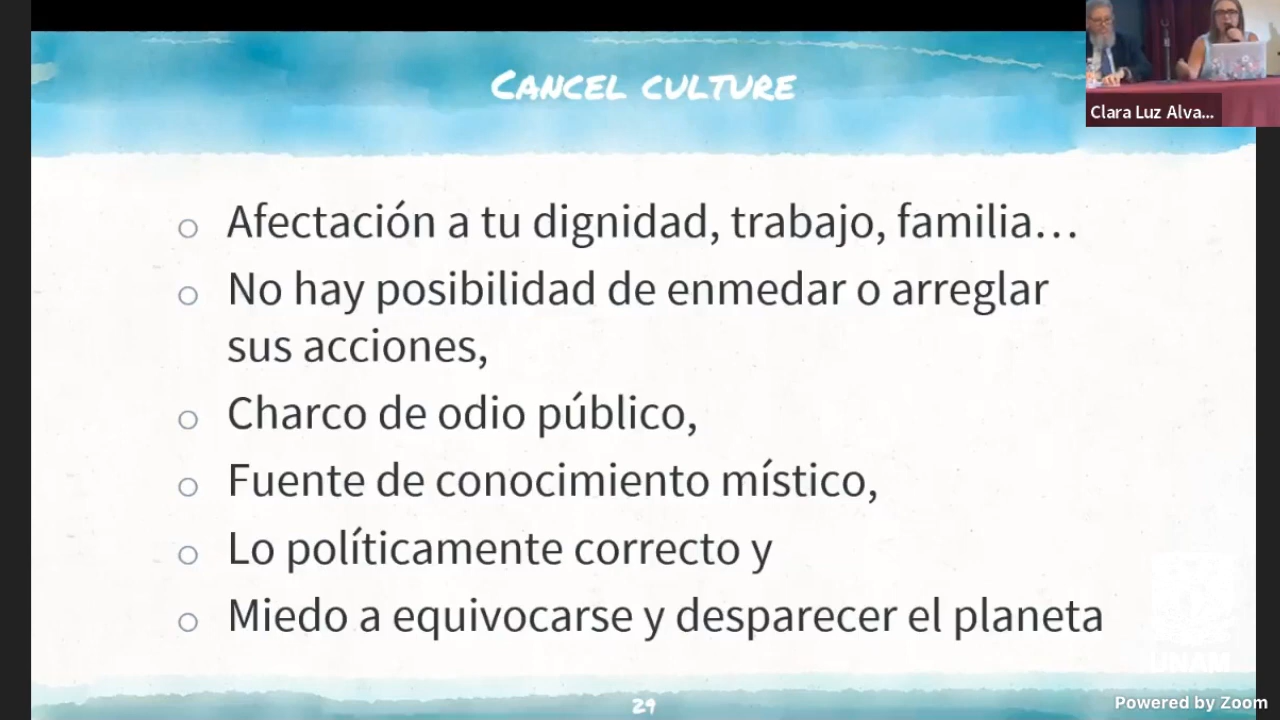 CANCEL CULTURE
Clara Luz Alva...
○ Afectación a tu dignidad, trabajo, familia…
○ No hay posibilidad de enmedar o arreglar
sus acciones,
○ Charco de odio público,
○ Fuente de conocimiento místico,
○ Lo políticamente correcto y
○ Miedo a equivocarse y desparecer el planeta
UNAM
29
Powered by Zoom